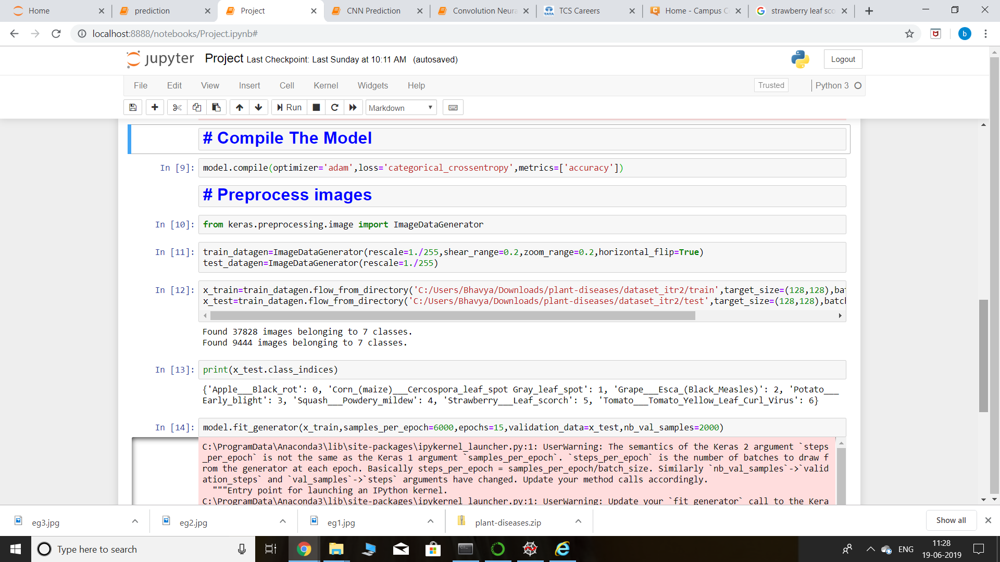 Home
prediction
Project
CNN Prediction
Convolution Neura
TCS Careers
Home - Campus C
strawberry leaf sco
localhost:8888/notebooks/Project.ipynb#
b
jupyter Project Last Checkpoint: Last Sunday at 10:11 AM (autosaved)
Logout
File Edit View Insert Cell Kernel Widgets Help
Trusted
Python 3
Run
Markdown
# Compile The Model
In [9]: model.compile(optimizer='adam',loss='categorical_crossentropy',metrics=['accuracy'])
# Preprocess images
In [10]: from keras.preprocessing.image import ImageDataGenerator
In [11]: train_datagen=ImageDataGenerator(rescale=1./255,shear_range=0.2,zoom_range=0.2,horizontal_flip=True)
test_datagen=ImageDataGenerator(rescale=1./255)
In [12]: x_train=train_datagen.flow_from_directory('C:/Users/Bhavya/Downloads/plant-diseases/dataset_itr2/train',target_size=(128,128),bat
x_test=train_datagen.flow_from_directory('C:/Users/Bhavya/Downloads/plant-diseases/dataset_itr2/test',target_size=(128,128),batch
Found 37828 images belonging to 7 classes.
Found 9444 images belonging to 7 classes.
In [13]: print(x_test.class_indices)
{'Apple___Black_rot': 0, 'Corn_(maize)___Cercospora_leaf_spot Gray_leaf_spot': 1, 'Grape___Esca_(Black_Measles)': 2, 'Potato___
Early_blight': 3, 'Squash___Powdery_mildew': 4, 'Strawberry___Leaf_scorch': 5, 'Tomato___Tomato_Yellow_Leaf_Curl_Virus': 6}
In [14]: model.fit_generator(x_train,samples_per_epoch=6000,epochs=15,validation_data=x_test,nb_val_samples=2000)
C:\ProgramData\Anaconda3\lib\site-packages\ipykernel_launcher.py:1: UserWarning: The semantics of the Keras 2 argument `steps
_per_epoch` is not the same as the Keras 1 argument `samples_per_epoch`. `steps_per_epoch` is the number of batches to draw f
rom the generator at each epoch. Basically steps_per_epoch = samples_per_epoch/batch_size. Similarly `nb_val_samples`->`valid
ation_steps` and `val_samples`->`steps` arguments have changed. Update your method calls accordingly.
"""Entry point for launching an IPython kernel.
C:\ProgramData\Anaconda3\lib\site-packages\ipykernel_launcher.py:1: UserWarning: Update your `fit_generator` call to the Kera
eg3.jpg
eg2.jpg
eg1.jpg
plant-diseases.zip
Show all
Type here to search
ENG
11:28
19-06-2019